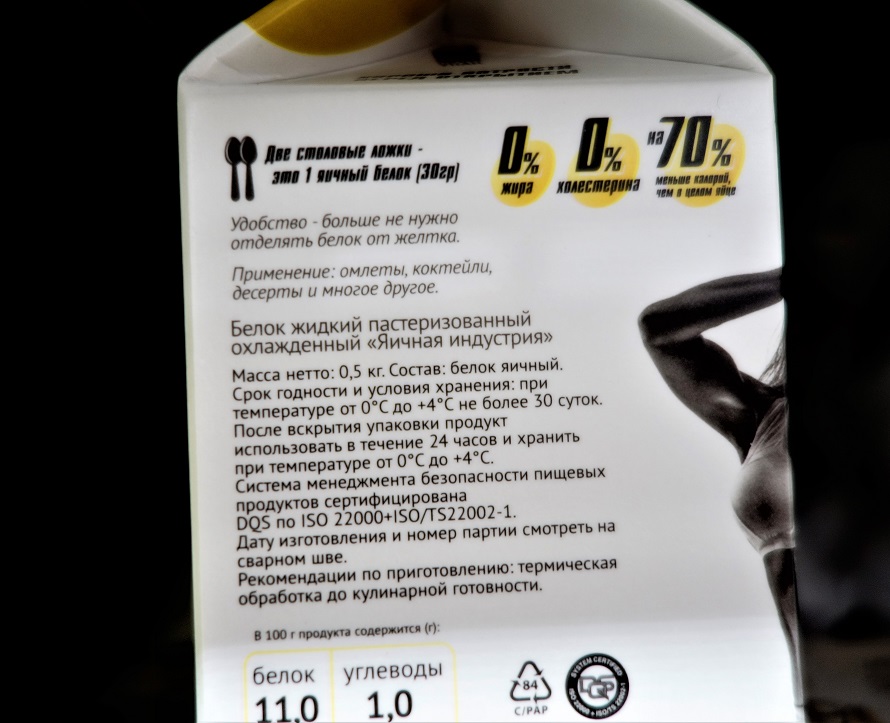 Две столовые ложки -
это 1 яичный белок (30гр)
0%
жира
0%
холестерина
на 70%
меньше калорий,
чем в целом яйце
Удобство - больше не нужно
отделять белок от желтка.
Применение: омлеты, коктейли,
десерты и многое другое.
Белок жидкий пастеризованный
охлажденный «Яичная индустрия»
Масса нетто: 0,5 кг. Состав: белок яичный.
Срок годности и условия хранения: при
температуре от 0°C до +4°C не более 30 суток.
После вскрытия упаковки продукт
использовать в течение 24 часов и хранить
при температуре от 0°C до +4°C.
Система менеджмента безопасности пищевых
продуктов сертифицирована
DQS по ISO 22000+ISO/TS22002-1.
Дату изготовления и номер партии смотреть на
сварном шве.
Рекомендации по приготовлению: термическая
обработка до кулинарной готовности.
В 100 г продукта содержится (г):
белок углеводы
11,0 1,0
84
C/PAP
SYSTEM CERTIFIED
DQS